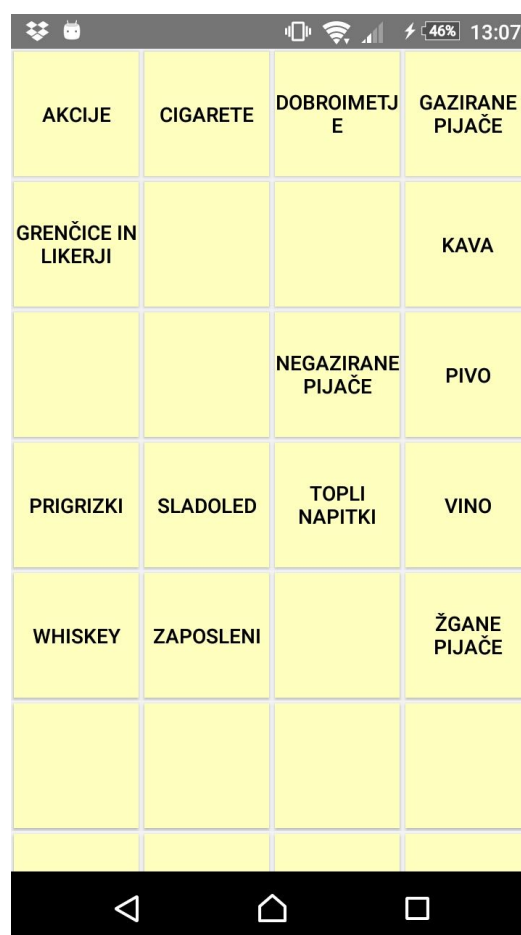 46% 13:07
AKCIJE
CIGARETE
DOBROIMETJ
E
GAZIRANE
PIJAČE
GRENČICE IN
LIKERJI
KAVA
NEGAZIRANE
PIJAČE
PIVO
PRIGRIZKI
SLADOLED
TOPLI
NAPITKI
VINO
WHISKEY
ZAPOSLENI
ŽGANE
PIJAČE